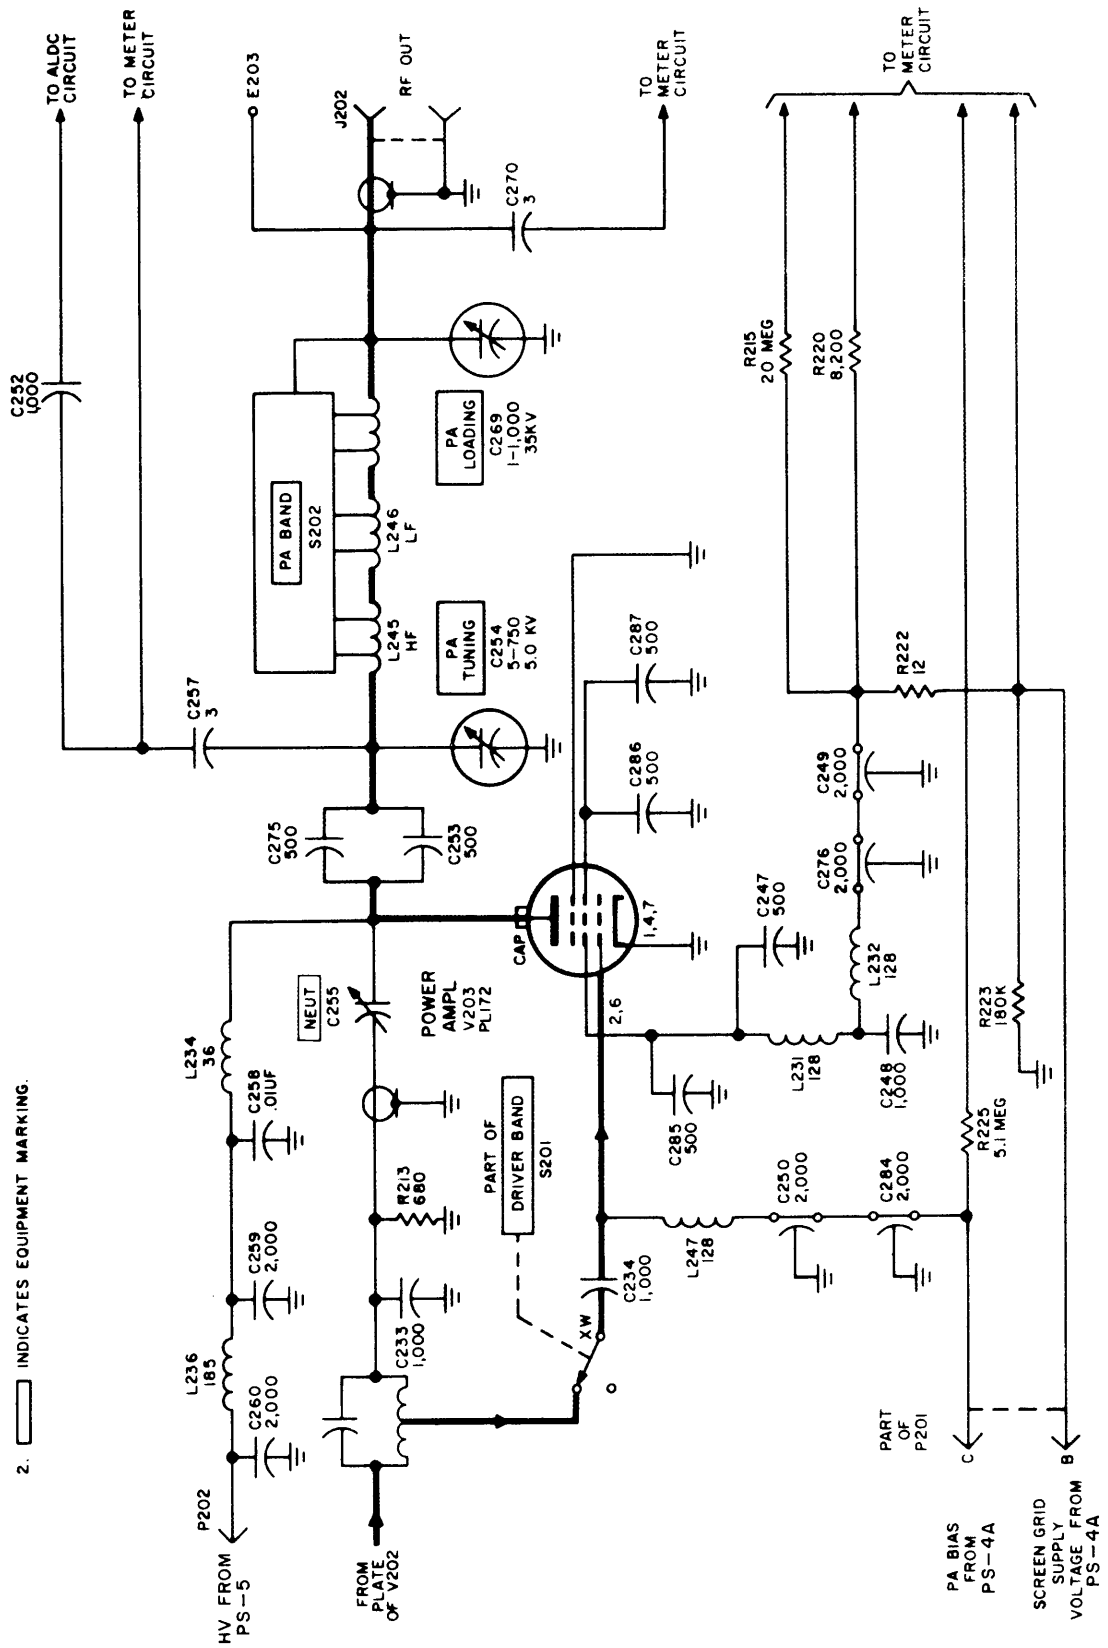 TO ALDC
CIRCUIT
TO METER
CIRCUIT
E203
J202
RF OUT
C252
1,000
C257
3
C270
3
TO
METER
CIRCUIT
PA BAND
S202
L245
HF
L246
LF
PA
TUNING
C254
5-750
5.0 KV
PA
LOADING
C269
1-1,000
35KV
C275
500
C253
500
CAP
NEUT
C255
POWER
AMPL
V203
PL172
1,4,7
2,6
C286
500
C287
500
C247
500
C285
500
L231
128
L232
128
C248
1,000
C276
2,000
C249
2,000
R222
12
R215
20 MEG
R220
8,200
TO
METER
CIRCUIT
R223
180K
R225
5.1 MEG
2. INDICATES EQUIPMENT MARKING.
L234
36
C258
.01UF
C259
2,000
L236
185
C260
2,000
P202
HV FROM
PS-5
R213
680
C233
1,000
FROM
PLATE
OF V202
PART OF
DRIVER BAND
S201
XW
C234
1,000
L247
128
C250
2,000
C284
2,000
PART
OF
P201
C
B
PA BIAS
FROM
PS-4A
SCREEN GRID
SUPPLY
VOLTAGE FROM
PS-4A